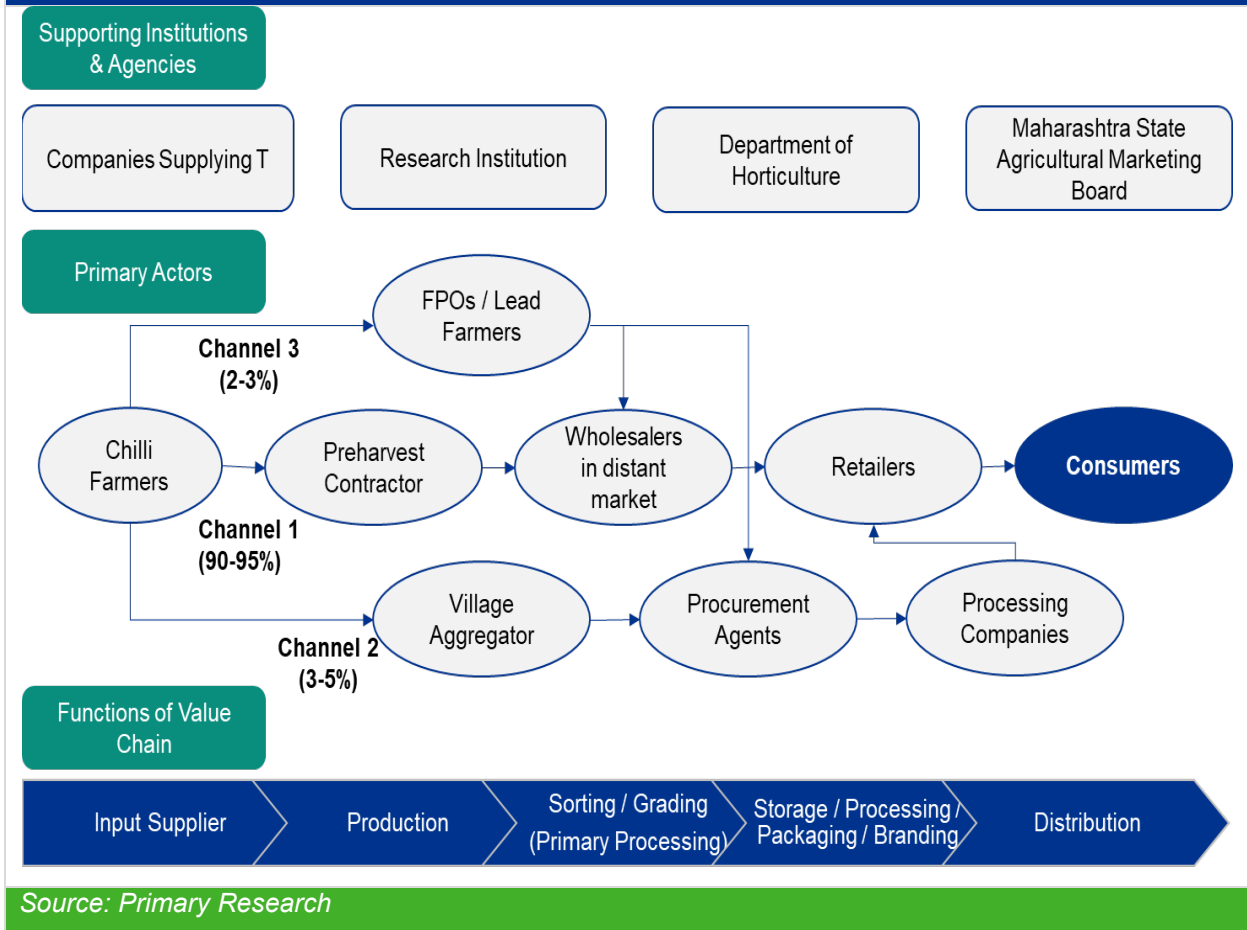 Supporting Institutions
& Agencies
Companies Supplying T
Research Institution
Department of
Horticulture
Maharashtra State
Agricultural Marketing
Board
Primary Actors
FPOs / Lead
Farmers
Channel 3
(2-3%)
Chilli
Farmers
Preharvest
Contractor
Wholesalers
in distant
market
Retailers
Consumers
Channel 1
(90-95%)
Village
Aggregator
Procurement
Agents
Processing
Companies
Channel 2
(3-5%)
Functions of Value
Chain
Input Supplier
Production
Sorting / Grading
(Primary Processing)
Storage / Processing /
Packaging / Branding
Distribution
Source: Primary Research